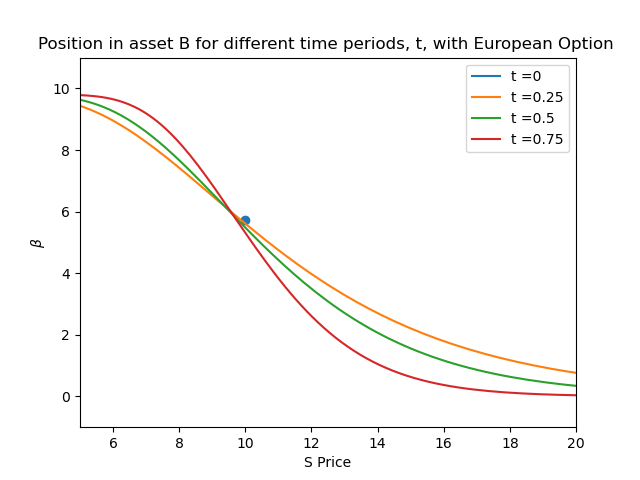 Position in asset B for different time periods, t, with European Option
t =0
t =0.25
t =0.5
t =0.75
10
8
6
4
2
0
β
6 8 10 12 14 16 18 20
S Price